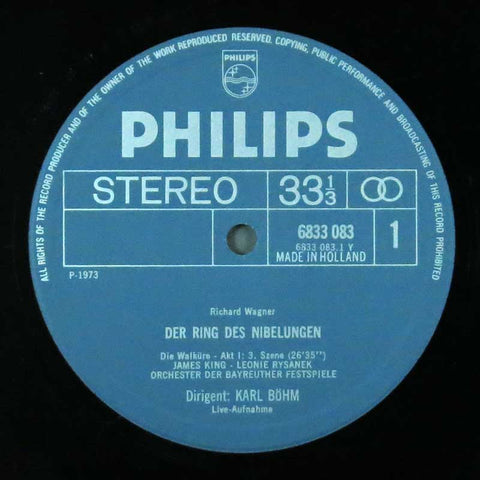 ALL RIGHTS OF THE RECORD PRODUCER AND OF THE OWNER OF THE WORK REPRODUCED RESERVED. COPYING, PUBLIC PERFORMANCE AND BROADCASTING OF THIS RECORD PROHIBITED
PHILIPS
PHILIPS
STEREO 33⅓
6833 083
6833 083.1 Y
MADE IN HOLLAND
1
P-1973
Richard Wagner
DER RING DES NIBELUNGEN
Die Walküre - Akt I: 3. Szene (26'35'')
JAMES KING - LEONIE RYSANEK
ORCHESTER DER BAYREUTHER FESTSPIELE
Dirigent: KARL BÖHM
Live-Aufnahme